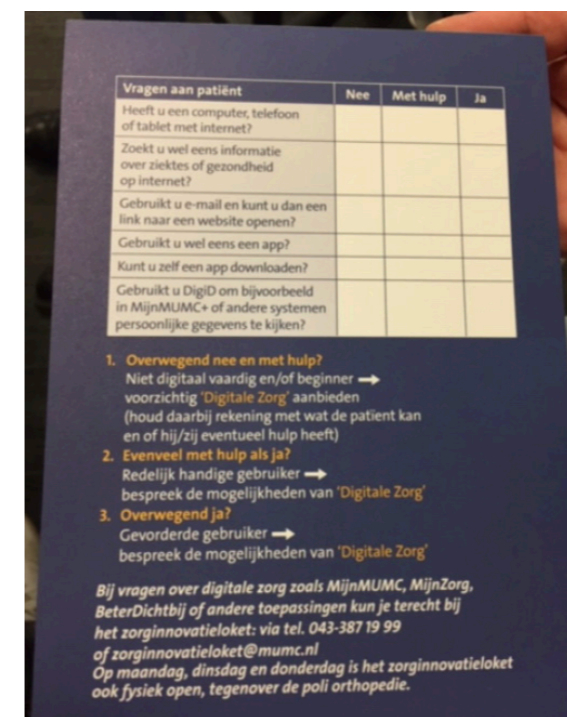 Vragen aan patiënt Nee Met hulp Ja
Heeft u een computer, telefoon
of tablet met internet?
Zoekt u wel eens informatie
over ziektes of gezondheid
op internet?
Gebruikt u e-mail en kunt u dan een
link naar een website openen?
Gebruikt u wel eens een app?
Kunt u zelf een app downloaden?
Gebruikt u DigiD om bijvoorbeeld
in MijnMUMC+ of andere systemen
persoonlijke gegevens te kijken?
1. Overwegend nee en met hulp?
Niet digitaal vaardig en/of beginner →
voorzichtig 'Digitale Zorg' aanbieden
(houd daarbij rekening met wat de patient kan
en of hij/zij eventueel hulp heeft)
2. Evenveel met hulp als ja?
Redelijk handige gebruiker →
bespreek de mogelijkheden van 'Digitale Zorg'
3. Overwegend ja?
Gevorderde gebruiker →
bespreek de mogelijkheden van 'Digitale Zorg'
Bij vragen over digitale zorg zoals MijnMUMC, MijnZorg,
BeterDichtbij of andere toepassingen kun je terecht bij
het zorginnovatieloket: via tel. 043-387 19 99
of zorginnovatieloket@mumc.nl
Op maandag, dinsdag en donderdag is het zorginnovatieloket
ook fysiek open, tegenover de poli orthopedie.